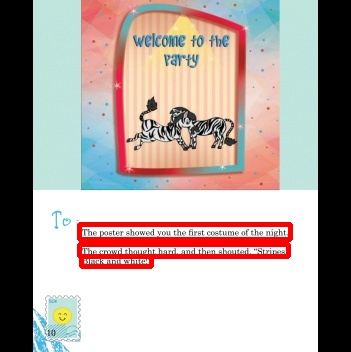 Welcome to the
party
To:
The poster showed you the first costume of the night.
The crowd thought hard, and then shouted, "Stripes
Black and white.
10